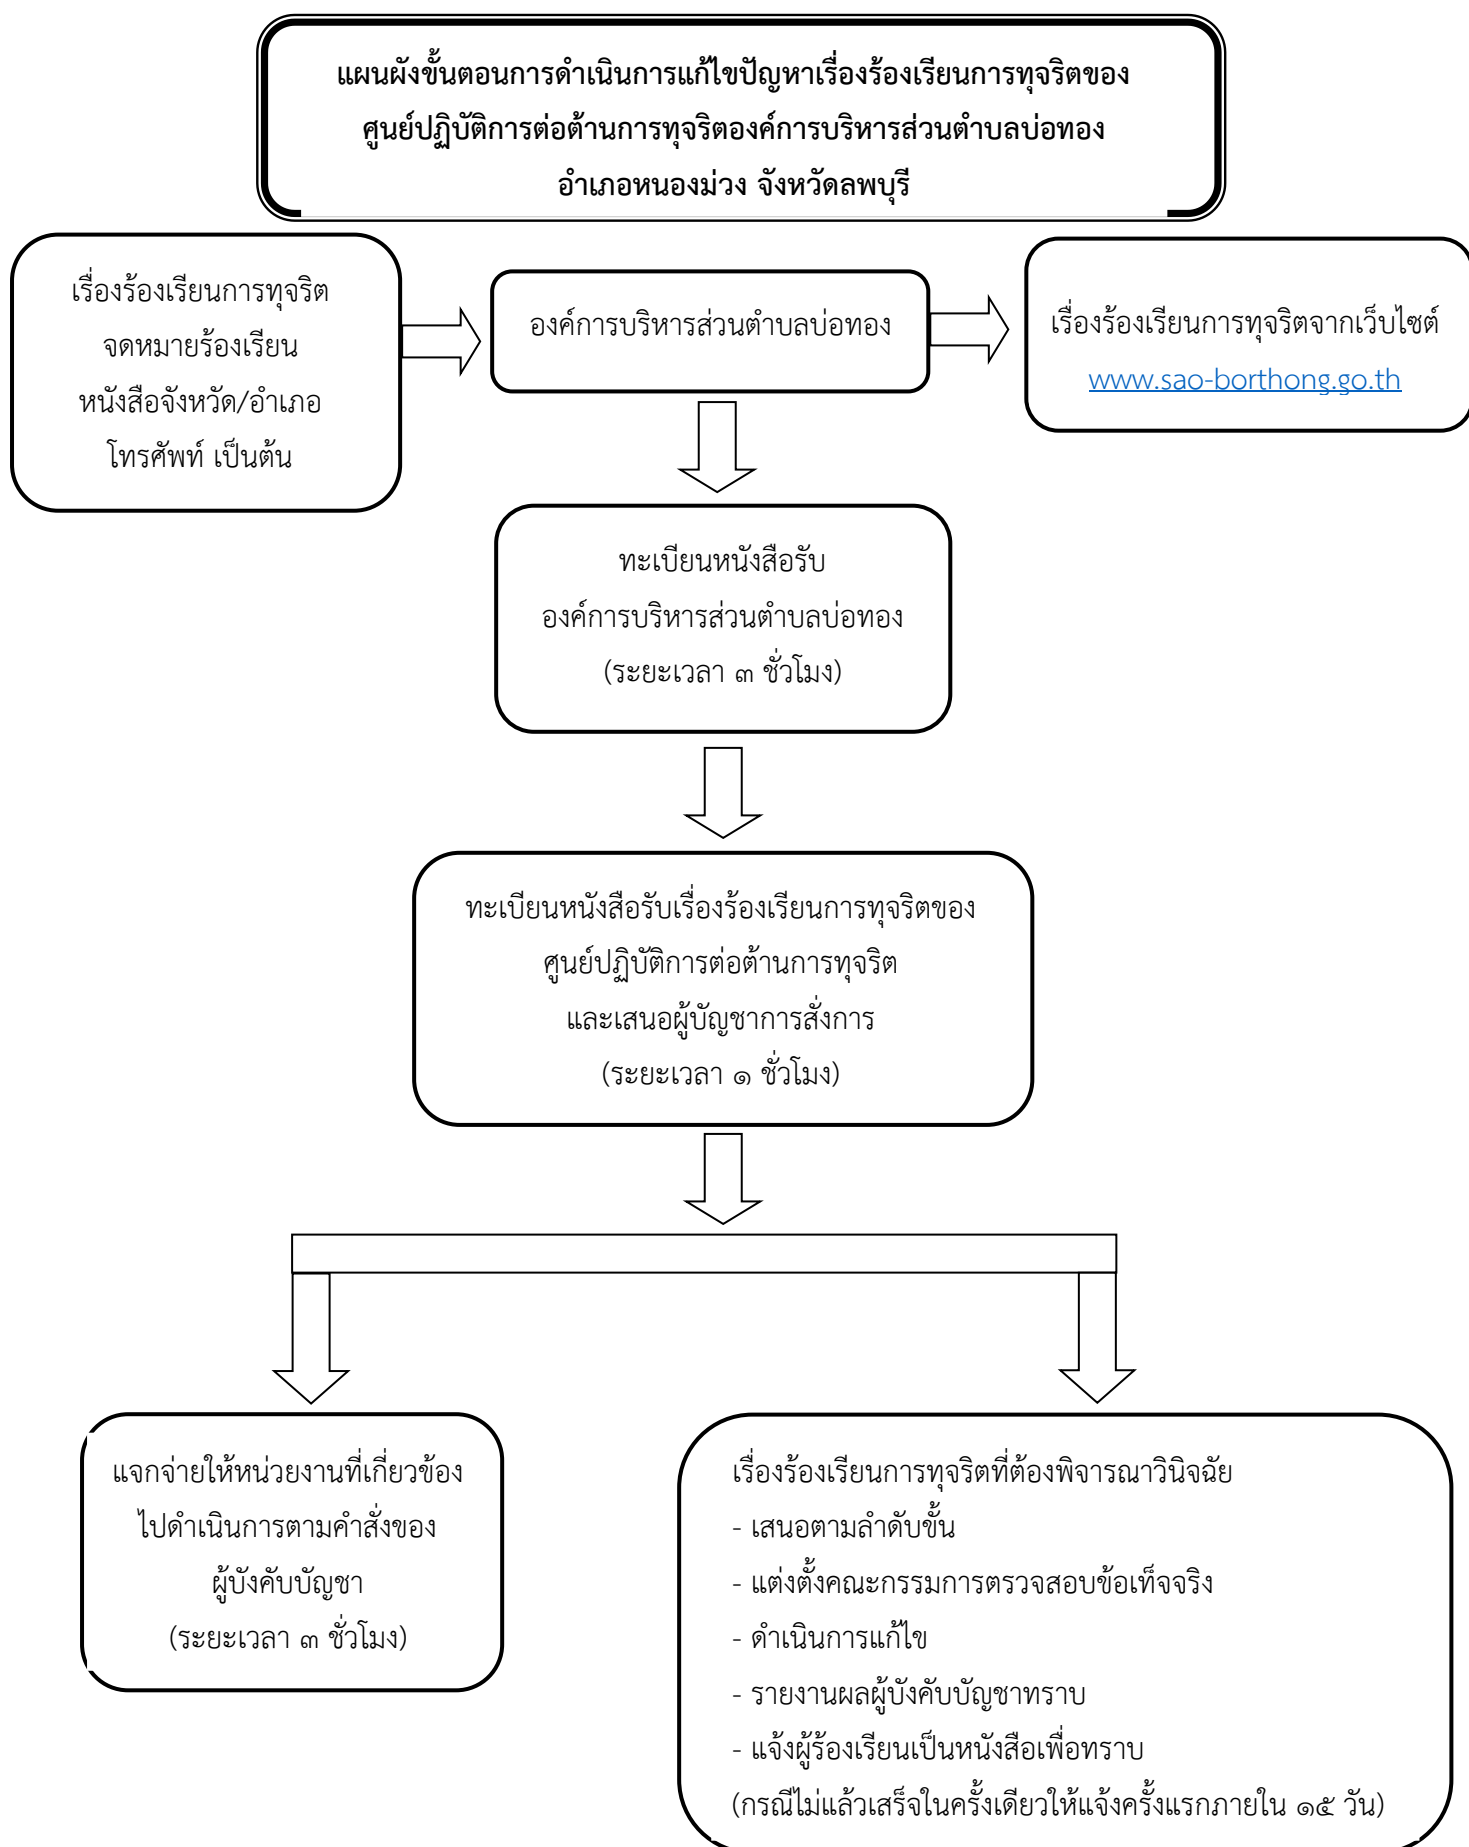 แผนผังขั้นตอนการดำเนินการแก้ไขปัญหาเรื่องร้องเรียนการทุจริตของ
ศูนย์ปฏิบัติการต่อต้านการทุจริตองค์การบริหารส่วนตำบลบ่อทอง
อำเภอหนองม่วง จังหวัดลพบุรี
เรื่องร้องเรียนการทุจริต
จดหมายร้องเรียน
หนังสือจังหวัด/อำเภอ
โทรศัพท์ เป็นต้น
องค์การบริหารส่วนตำบลบ่อทอง
เรื่องร้องเรียนการทุจริตจากเว็บไซต์
www.sao-borthong.go.th
ทะเบียนหนังสือรับ
องค์การบริหารส่วนตำบลบ่อทอง
(ระยะเวลา ๓ ชั่วโมง)
ทะเบียนหนังสือรับเรื่องร้องเรียนการทุจริตของ
ศูนย์ปฏิบัติการต่อต้านการทุจริต
และเสนอผู้บัญชาการสั่งการ
(ระยะเวลา ๑ ชั่วโมง)
แจกจ่ายให้หน่วยงานที่เกี่ยวข้อง
ไปดำเนินการตามคำสั่งของ
ผู้บังคับบัญชา
(ระยะเวลา ๓ ชั่วโมง)
เรื่องร้องเรียนการทุจริตที่ต้องพิจารณาวินิจฉัย
- เสนอตามลำดับขั้น
- แต่งตั้งคณะกรรมการตรวจสอบข้อเท็จจริง
- ดำเนินการแก้ไข
- รายงานผลผู้บังคับบัญชาทราบ
- แจ้งผู้ร้องเรียนเป็นหนังสือเพื่อทราบ
(กรณีไม่แล้วเสร็จในครั้งเดียวให้แจ้งครั้งแรกภายใน ๑๕ วัน)